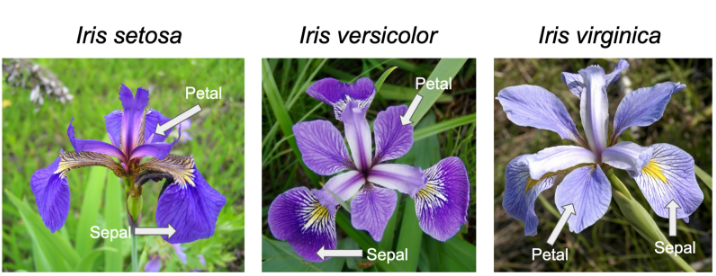 Iris setosa
Iris versicolor
Iris virginica
Petal
Sepal
Petal
Sepal
Petal
Sepal